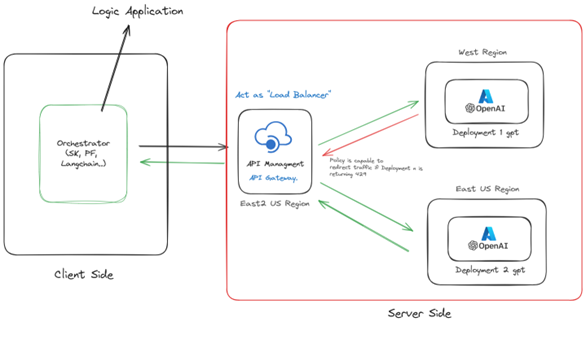 Logic Application
Orchestrator
(SK, PF,
Langchain...)
Client Side
Act as "Load Balancer"
API Managment
API Gateway.
East2 US Region
Policy is capable to
redirect traffic if Deployment n is
returning 429
West Region
OpenAI
Deployment 1 gpt
East US Region
OpenAI
Deployment 2 gpt
Server Side